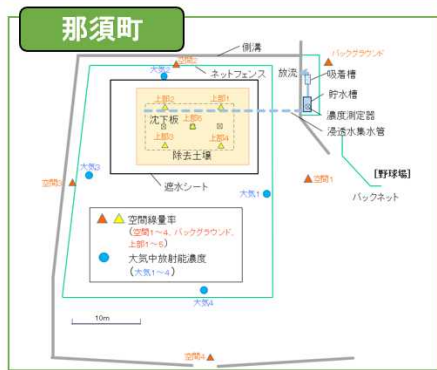 那須町
側溝
空間2
バックグラウンド
大気2
ネットフェンス
放流
吸着槽
貯水槽
濃度測定器
浸透水集水管
上部2
上部1
沈下板
上部5
上部3
上部4
除去土壌
大気3
空間3
遮水シート
大気1
空間1
[野球場]
バックネット
空間線量率
(空間1～4、バックグラウンド、
上部1～5)
大気中放射能濃度
(大気1～4)
大気4
10m
空間4